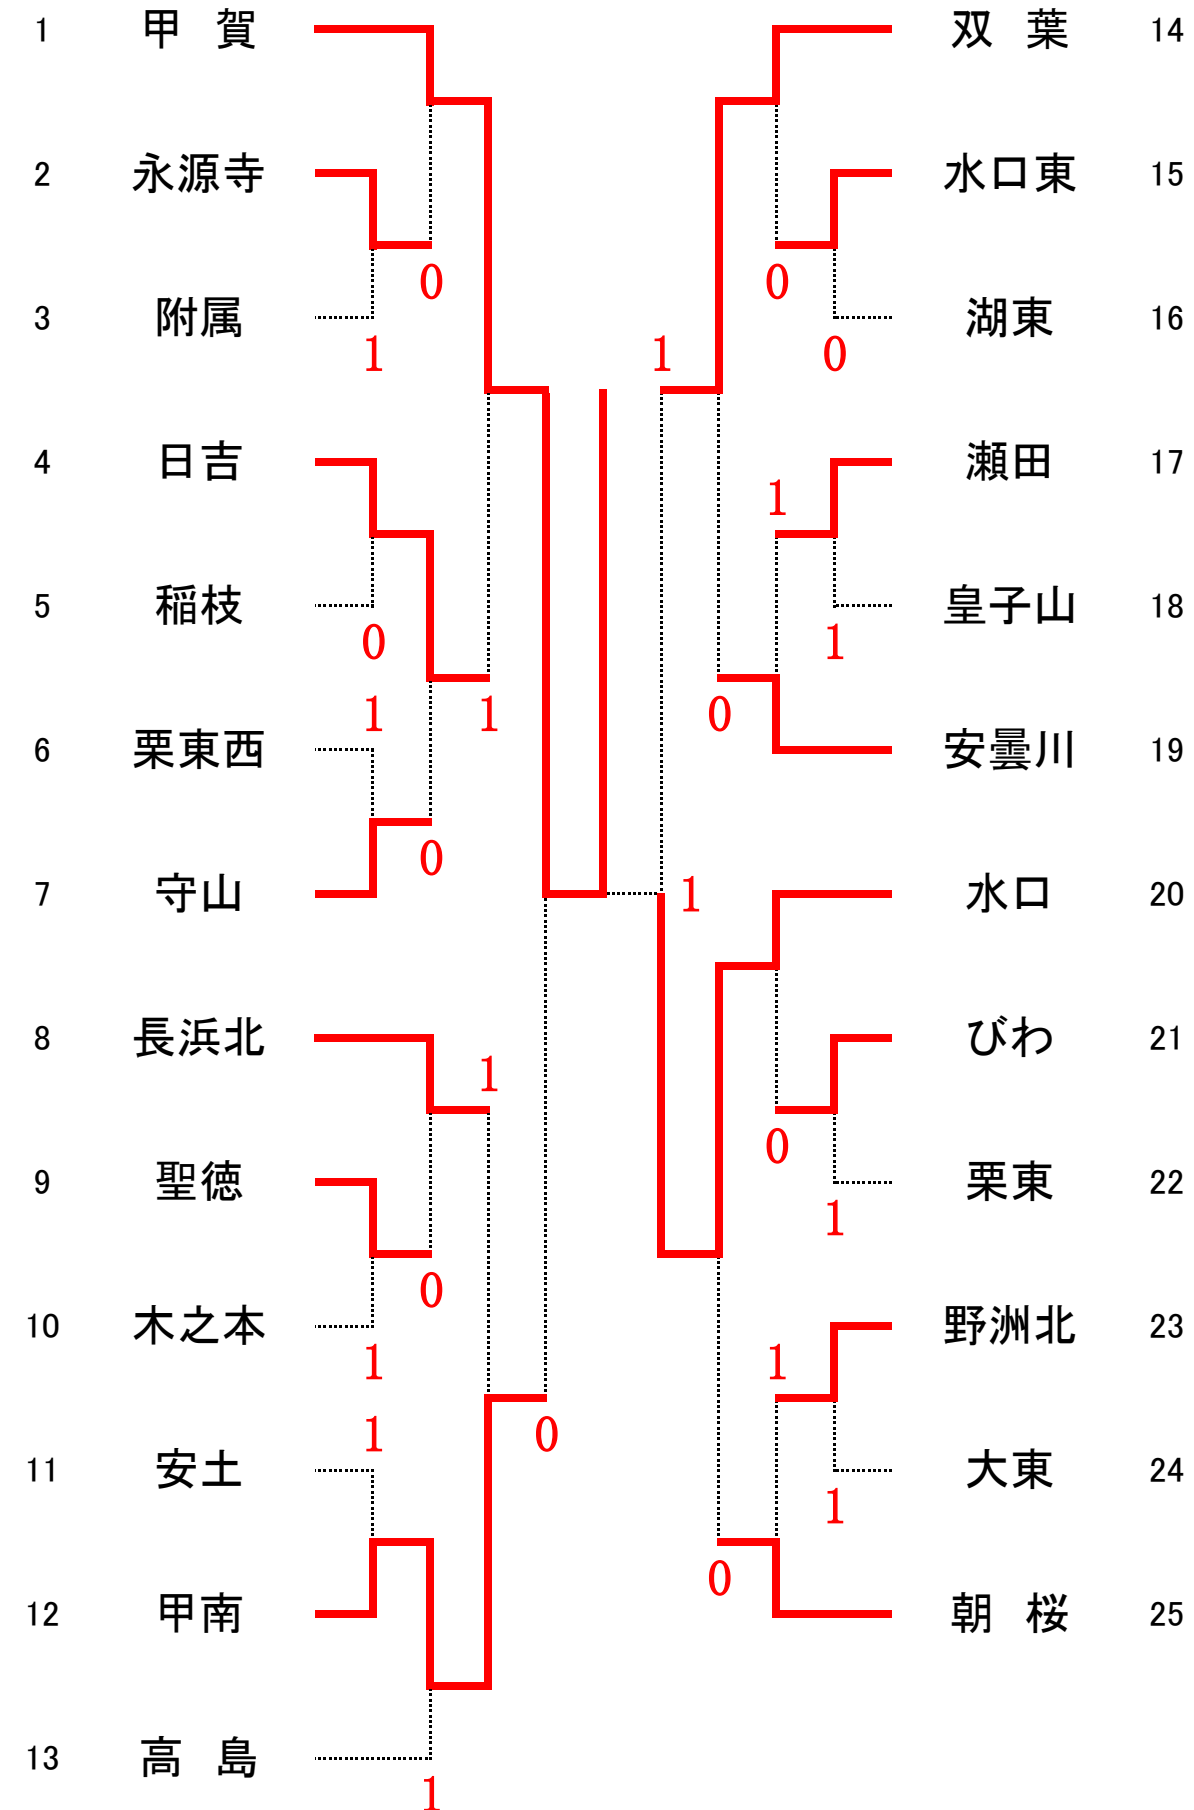 1 甲 賀
双 葉 14
2 永源寺
水口東 15
0
0
3 附属
湖東 16
1
1
0
4 日吉
瀬田 17
1
5 稲枝
皇子山 18
0
1
1
1
0
6 栗東西
安曇川 19
0
7 守山
1
水口 20
8 長浜北
びわ 21
1
0
9 聖徳
栗東 22
1
0
10 木之本
野洲北 23
1
1
1
0
11 安土
大東 24
1
0
12 甲南
朝 桜 25
13 高 島
1